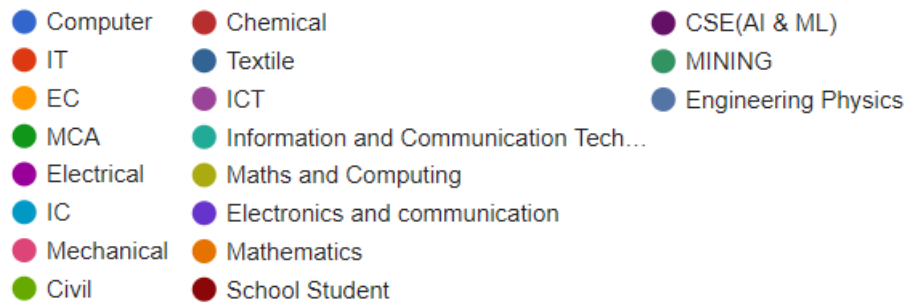 Computer
IT
EC
MCA
Electrical
IC
Mechanical
Civil
Chemical
Textile
ICT
Information and Communication Tech...
Maths and Computing
Electronics and communication
Mathematics
School Student
CSE(AI & ML)
MINING
Engineering Physics